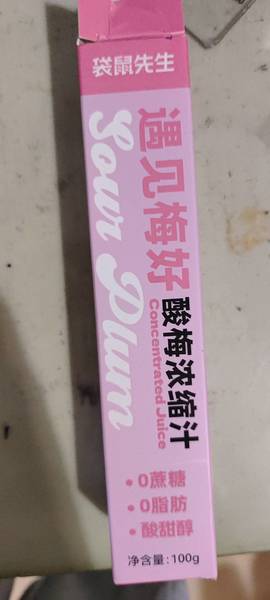 袋鼠先生
遇见梅好
Sour Plum
酸梅浓缩汁
Concentrated Juice
• 0蔗糖
• 0脂肪
• 酸甜醇
净含量: 100g